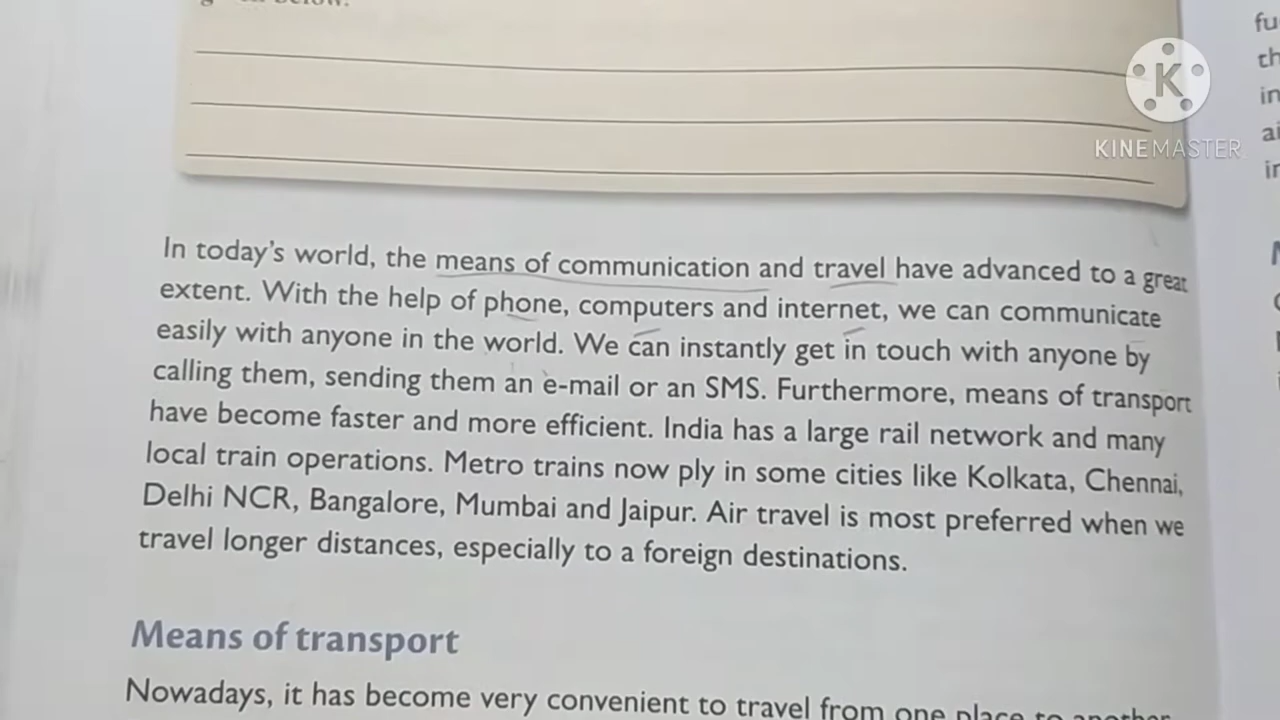 below.
K
KINEMASTER
In today's world, the means of communication and travel have advanced to a great
extent. With the help of phone, computers and internet, we can communicate
easily with anyone in the world. We can instantly get in touch with anyone by
calling them, sending them an e-mail or an SMS. Furthermore, means of transport
have become faster and more efficient. India has a large rail network and many
local train operations. Metro trains now ply in some cities like Kolkata, Chennai,
Delhi NCR, Bangalore, Mumbai and Jaipur. Air travel is most preferred when we
travel longer distances, especially to a foreign destinations.
Means of transport
Nowadays, it has become very convenient to travel from one place to another